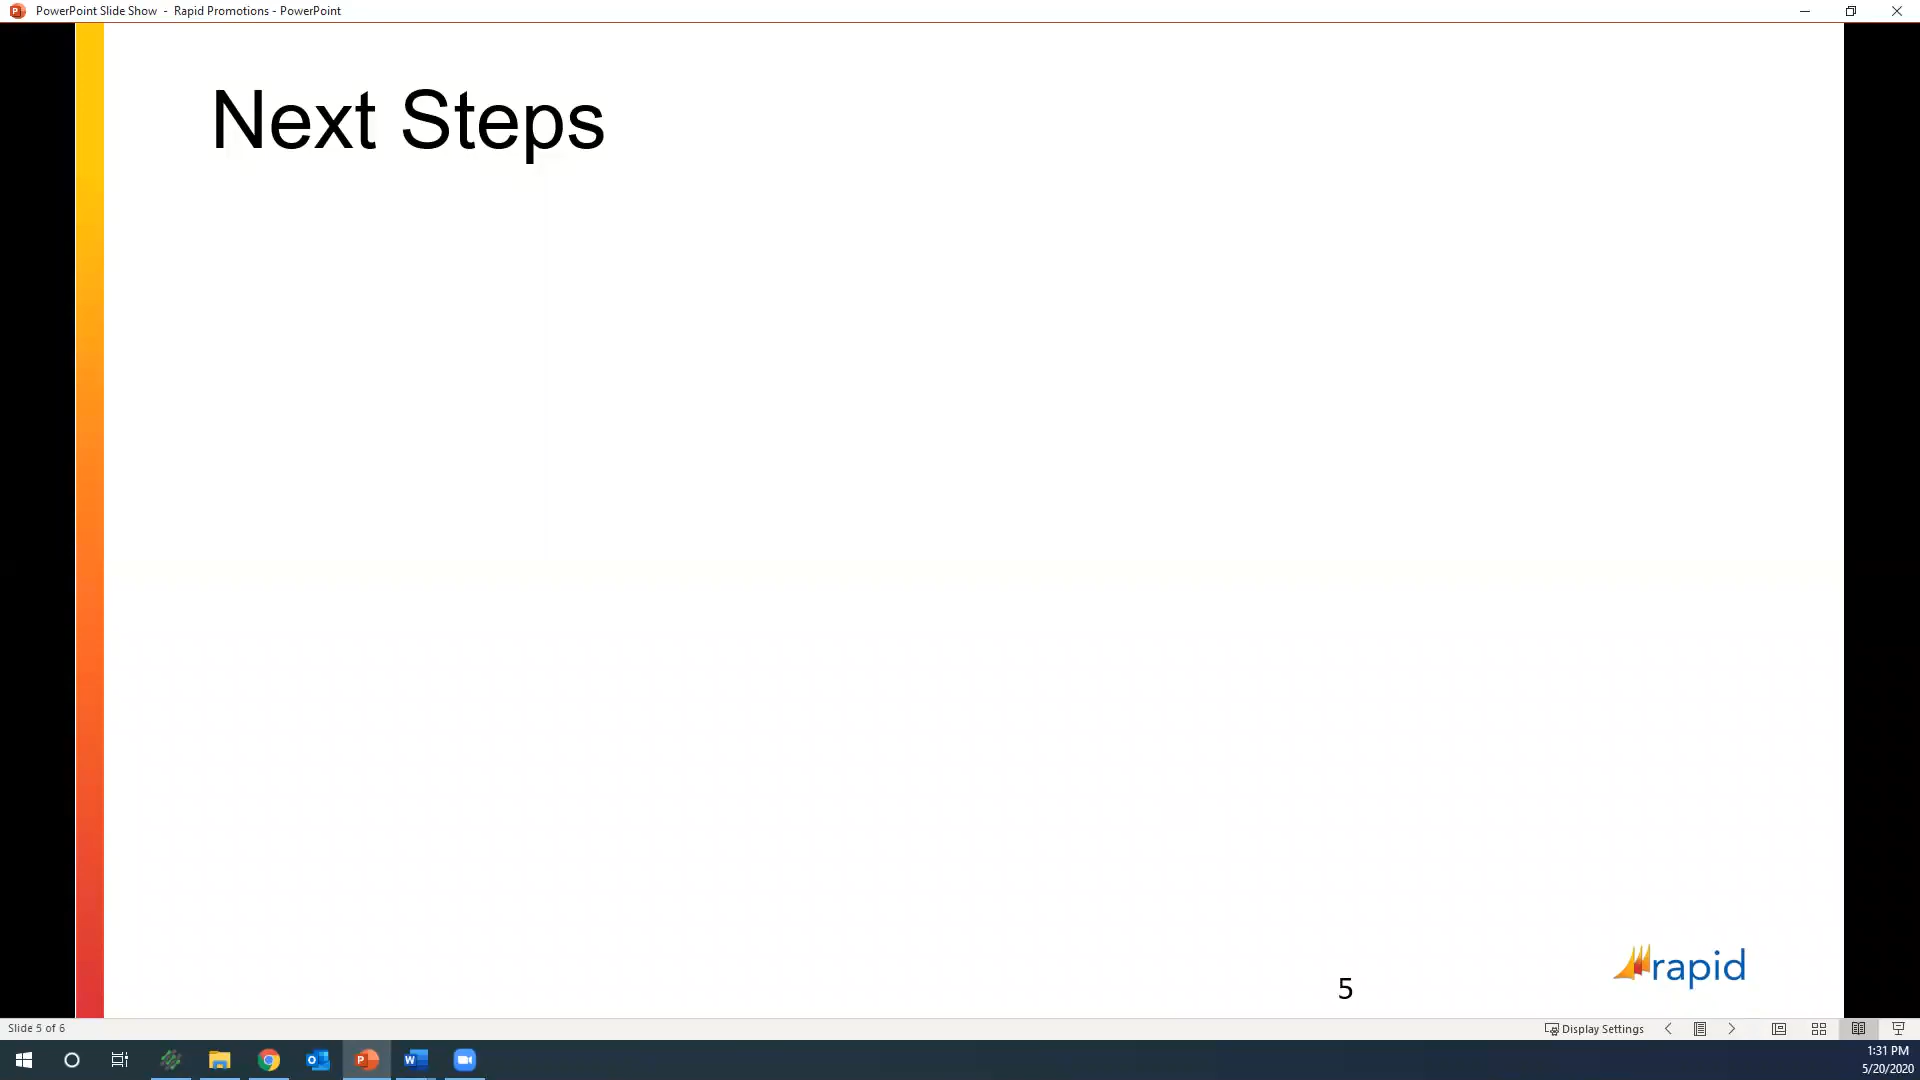 PowerPoint Slide Show - Rapid Promotions - PowerPoint
Next Steps
rapid
5
Slide 5 of 6
Display Settings
1:31 PM
5/20/2020